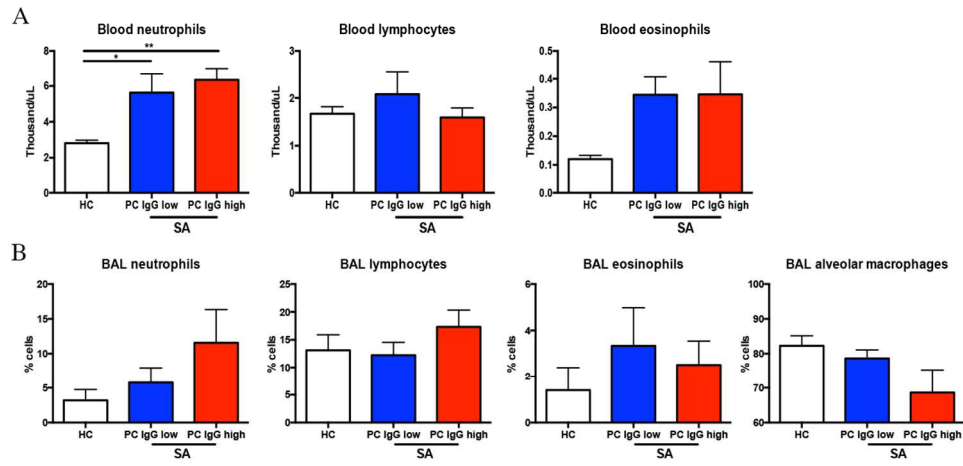 A
Blood neutrophils
Thousand/uL
8
6
4
2
0
**
*
HC
PC IgG low
PC IgG high
SA
Blood lymphocytes
Thousand/uL
3
2
1
0
HC
PC IgG low
PC IgG high
SA
Blood eosinophils
Thousand/uL
0.5
0.4
0.3
0.2
0.1
0.0
HC
PC IgG low
PC IgG high
SA
B
BAL neutrophils
% cells
20
15
10
5
0
HC
PC IgG low
PC IgG high
SA
BAL lymphocytes
% cells
25
20
15
10
5
0
HC
PC IgG low
PC IgG high
SA
BAL eosinophils
% cells
6
4
2
0
HC
PC IgG low
PC IgG high
SA
BAL alveolar macrophages
% cells
100
90
80
70
60
HC
PC IgG low
PC IgG high
SA